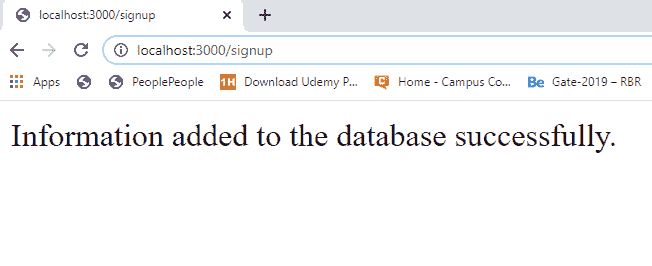 localhost:3000/signup
localhost:3000/signup
Apps PeoplePeople 1H Download Udemy P... Home - Campus Co... Be Gate-2019 – RBR
Information added to the database successfully.